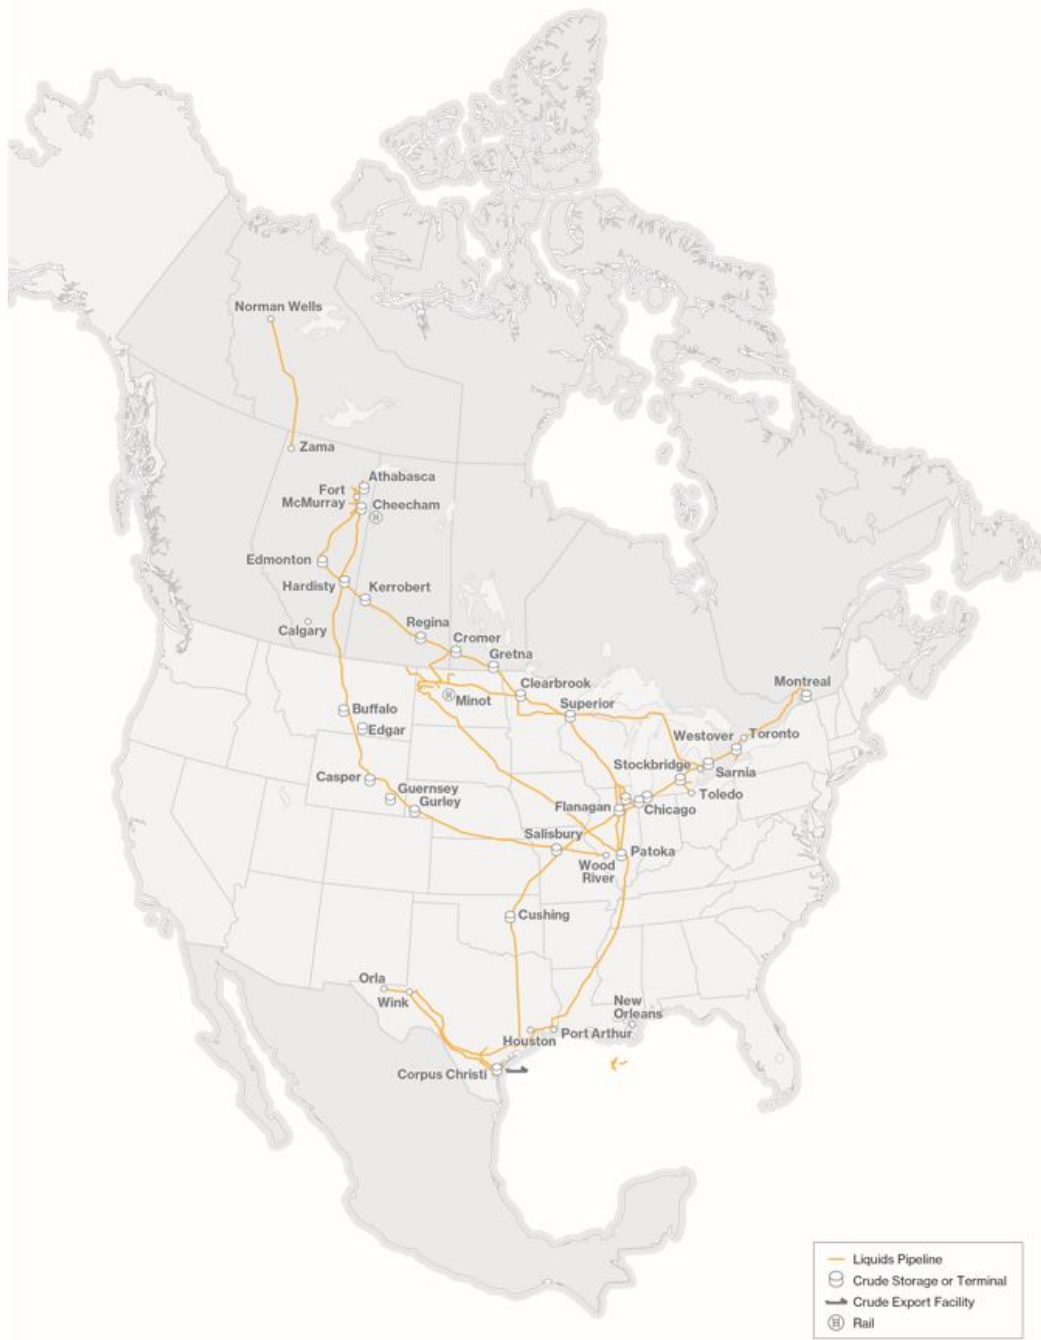 Norman Wells
Zama
Athabasca
Fort
McMurray
Cheecham
Edmonton
Hardisty
Kerrobert
Calgary
Regina
Cromer
Gretna
Clearbrook
Minot
Superior
Montreal
Buffalo
Edgar
Westover
Toronto
Stockbridge
Sarnia
Casper
Guernsey
Gurley
Toledo
Flanagan
Chicago
Salisbury
Wood
River
Patoka
Cushing
Orla
Wink
New
Orleans
Houston
Port Arthur
Corpus Christi
Liquids Pipeline
Crude Storage or Terminal
Crude Export Facility
Rail